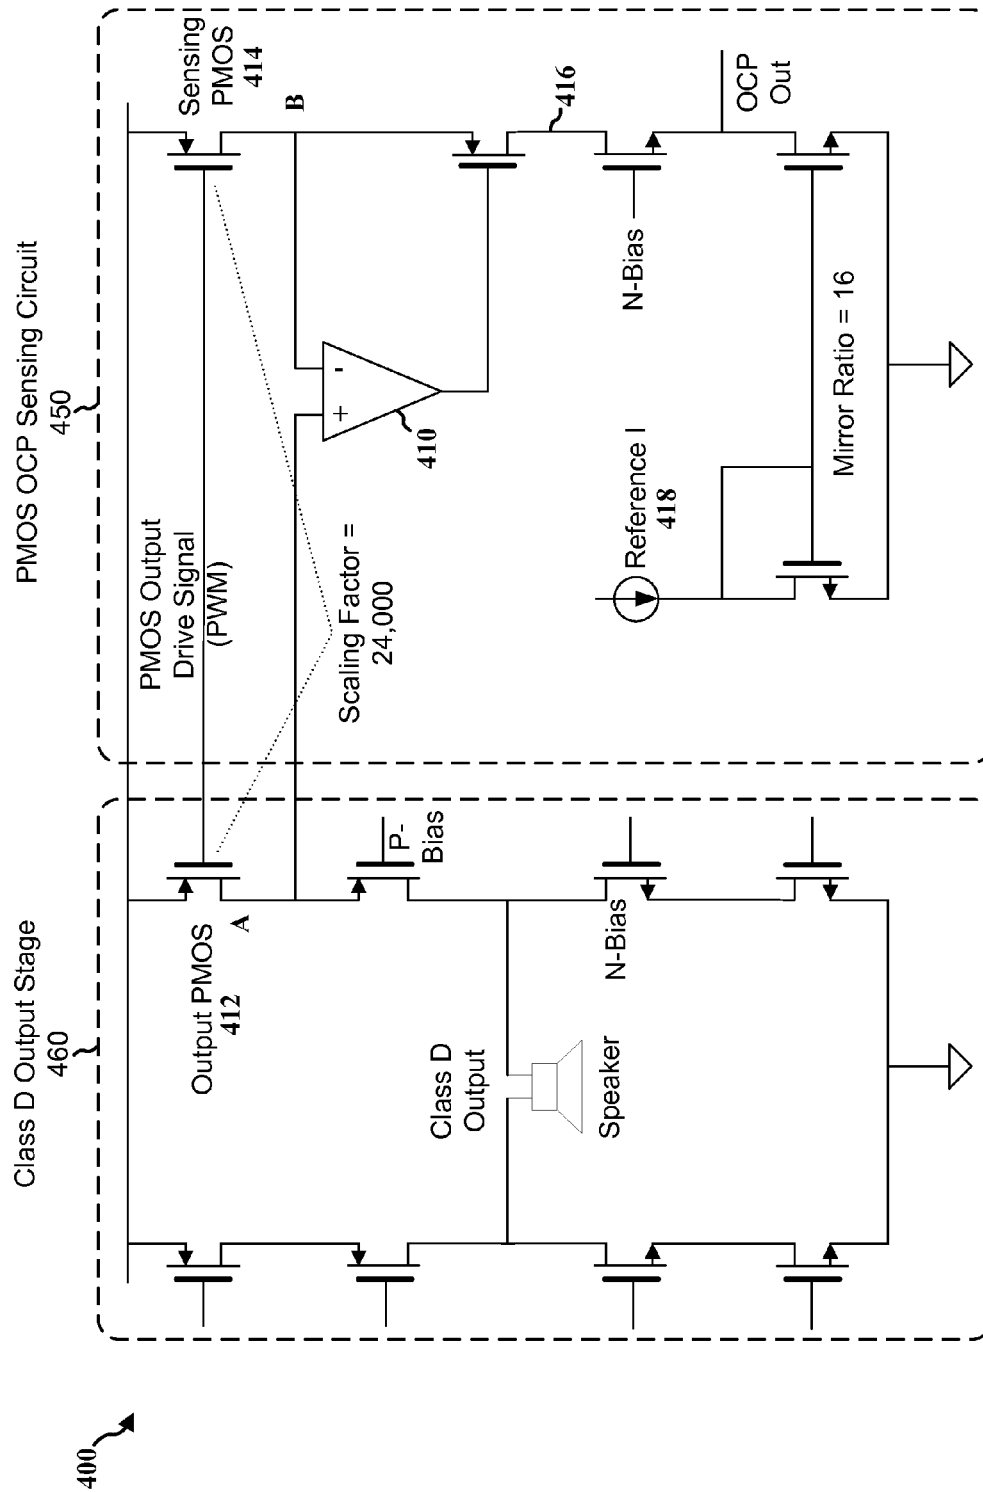 400
Class D Output Stage
460
PMOS OCP Sensing Circuit
450
Output PMOS
412
A
P-
Bias
Class D
Output
Speaker
N-Bias
PMOS Output
Drive Signal
(PWM)
Scaling Factor =
24,000
Sensing
PMOS
414
B
+
-
410
416
N-Bias
Reference I
418
OCP
Out
Mirror Ratio = 16